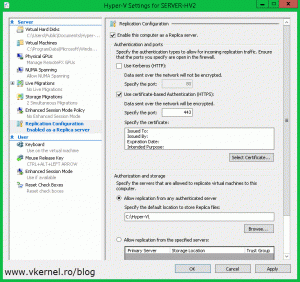 Hyper-V Settings for SERVER-HV2
Server
Virtual Hard Disks
C:\Users\Public\Documents\Hyper-...
Virtual Machines
C:\ProgramData\Microsoft\Windows...
Physical GPUs
Manage RemoteFX GPUs
NUMA Spanning
Allow NUMA Spanning
Live Migrations
No Live Migrations
Storage Migrations
2 Simultaneous Migrations
Enhanced Session Mode Policy
No Enhanced Session Mode
Replication Configuration
Enabled as a Replica server
User
Keyboard
Use on the virtual machine
Mouse Release Key
CTRL+ALT+LEFT ARROW
Enhanced Session Mode
Use if available
Reset Check Boxes
Reset check boxes
Replication Configuration
Enable this computer as a Replica server.
Authentication and ports
Specify the authentication types to allow for incoming replication traffic. Ensure that the ports you specify are open in the firewall.
Use Kerberos (HTTP):
Data sent over the network will not be encrypted.
Specify the port: 80
Use certificate-based Authentication (HTTPS):
Data sent over the network will be encrypted.
Specify the port: 443
Specify the certificate:
Issued To:
Issued By:
Expiration Date:
Intended Purpose:
Select Certificate...
Authorization and storage
Specify the servers that are allowed to replicate virtual machines to this computer.
Allow replication from any authenticated server
Specify the default location to store Replica files:
C:\Hyper-V\
Browse...
Allow replication from the specified servers:
Primary Server Storage Location Trust Group
OK Cancel Apply
www.vkernel.ro/blog